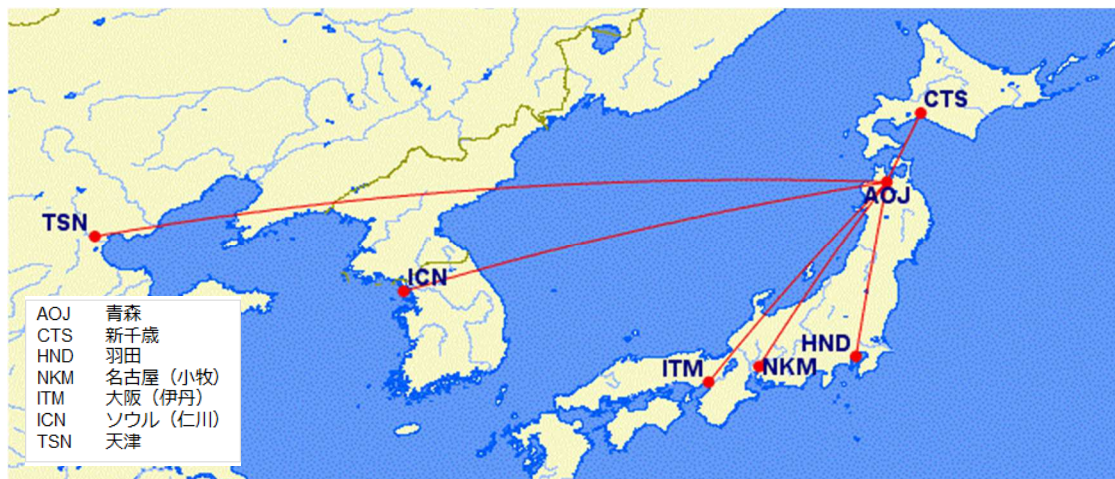 CTS
AOJ
TSN
ICN
HND
ITM
NKM
AOJ 青森
CTS 新千歳
HND 羽田
NKM 名古屋（小牧）
ITM 大阪（伊丹）
ICN ソウル（仁川）
TSN 天津